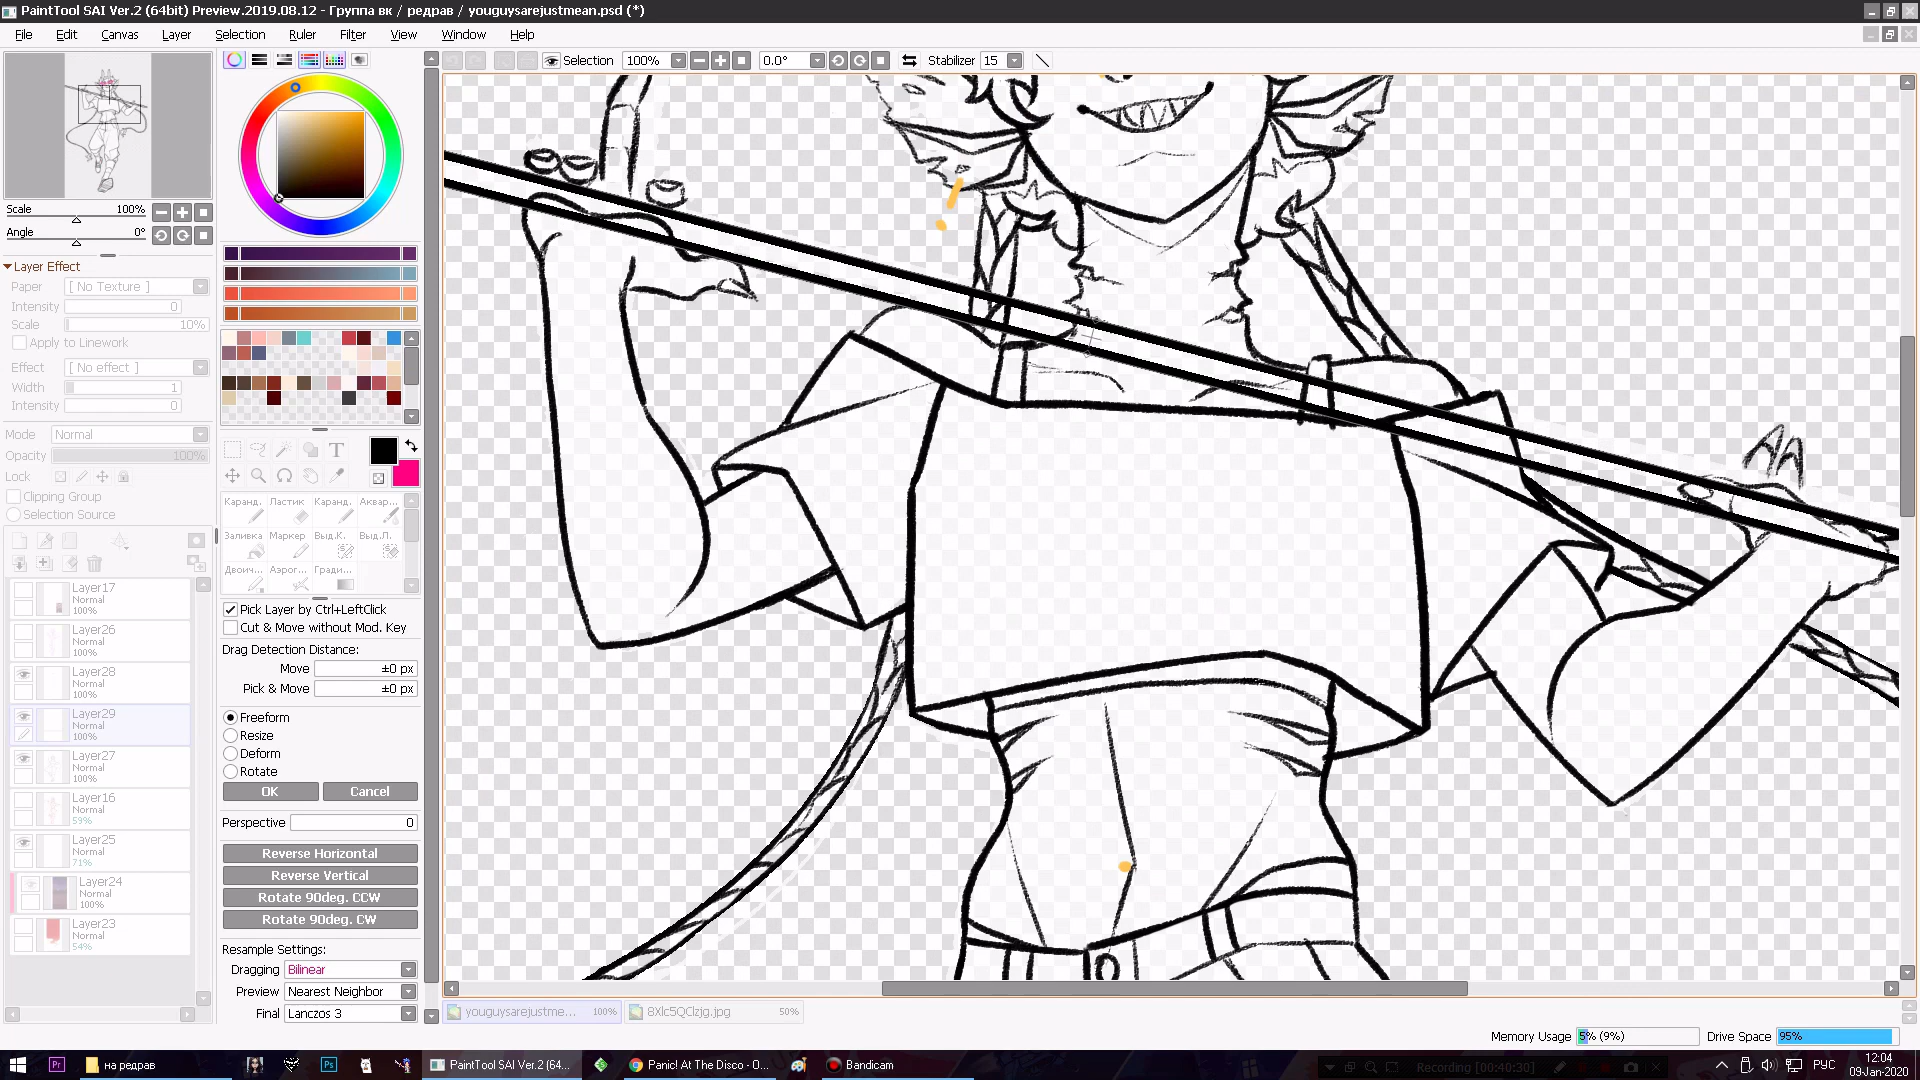 PaintTool SAI Ver.2 (64bit) Preview.2019.08.12 - Группа вк / редрав / youguysarejustmean.psd (*)
File Edit Canvas Layer Selection Ruler Filter View Window Help
Selection 100% 0.0° Stabilizer 15
Scale 100%
Angle 0°
Layer Effect
Paper [ No Texture ]
Intensity 0
Scale 10%
Apply to Linework
Effect [ No effect ]
Width 1
Intensity 0
Mode Normal
Opacity 100%
Lock
Clipping Group
Selection Source
Layer17
Normal
100%
Layer26
Normal
100%
Layer28
Normal
100%
Layer29
Normal
100%
Layer27
Normal
100%
Layer16
Normal
59%
Layer25
Normal
71%
Layer24
Normal
100%
Layer23
Normal
54%
T
Каранд. Ластик Каранд. Аквар...
Заливка Маркер Выд.К. Выд.Л.
Двоич... Аэрог... Гради...
Pick Layer by Ctrl+LeftClick
Cut & Move without Mod. Key
Drag Detection Distance:
Move ±0 px
Pick & Move ±0 px
Freeform
Resize
Deform
Rotate
OK Cancel
Perspective 0
Reverse Horizontal
Reverse Vertical
Rotate 90deg. CCW
Rotate 90deg. CW
Resample Settings:
Dragging Bilinear
Preview Nearest Neighbor
Final Lanczos 3
youguysarejustme... 100% 8Xlc5QClzjg.jpg 50%
Memory Usage 5% (9%) Drive Space 95%
Pr на редрав Ps PaintTool SAI Ver.2 (64... Panic! At The Disco - O... Bandicam Recording [00:40:30] РУС 12:04
09-Jan-2020